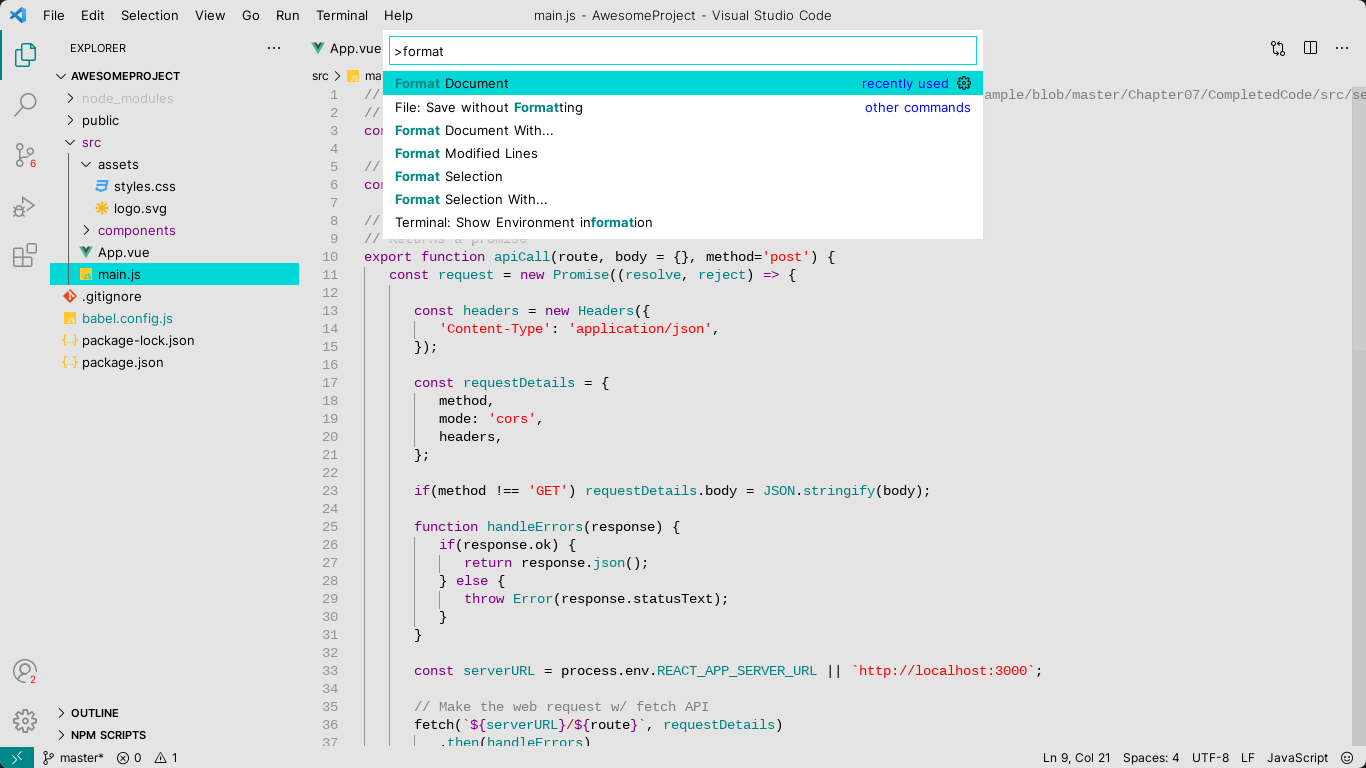 File Edit Selection View Go Run Terminal Help
main.js - AwesomeProject - Visual Studio Code
EXPLORER
AWESOMEPROJECT
node_modules
public
src
assets
styles.css
logo.svg
components
App.vue
main.js
.gitignore
babel.config.js
package-lock.json
package.json
OUTLINE
NPM SCRIPTS
6
2
App.vue
>format
Format Document recently used
File: Save without Formatting other commands
Format Document With...
Format Modified Lines
Format Selection
Format Selection With...
Terminal: Show Environment information
src
1 // ample/blob/master/Chapter07/CompletedCode/src/se
2 //
3
4
5 //
6
7
8 //
9 // Returns a promise
10 export function apiCall(route, body = {}, method='post') {
11 const request = new Promise((resolve, reject) => {
12
13 const headers = new Headers({
14 'Content-Type': 'application/json',
15 });
16
17 const requestDetails = {
18 method,
19 mode: 'cors',
20 headers,
21 };
22
23 if(method !== 'GET') requestDetails.body = JSON.stringify(body);
24
25 function handleErrors(response) {
26 if(response.ok) {
27 return response.json();
28 } else {
29 throw Error(response.statusText);
30 }
31 }
32
33 const serverURL = process.env.REACT_APP_SERVER_URL || `http://localhost:3000`;
34
35 // Make the web request w/ fetch API
36 fetch(`${serverURL}/${route}`, requestDetails)
37 .then(handleErrors)
master* 0 1
Ln 9, Col 21 Spaces: 4 UTF-8 LF JavaScript